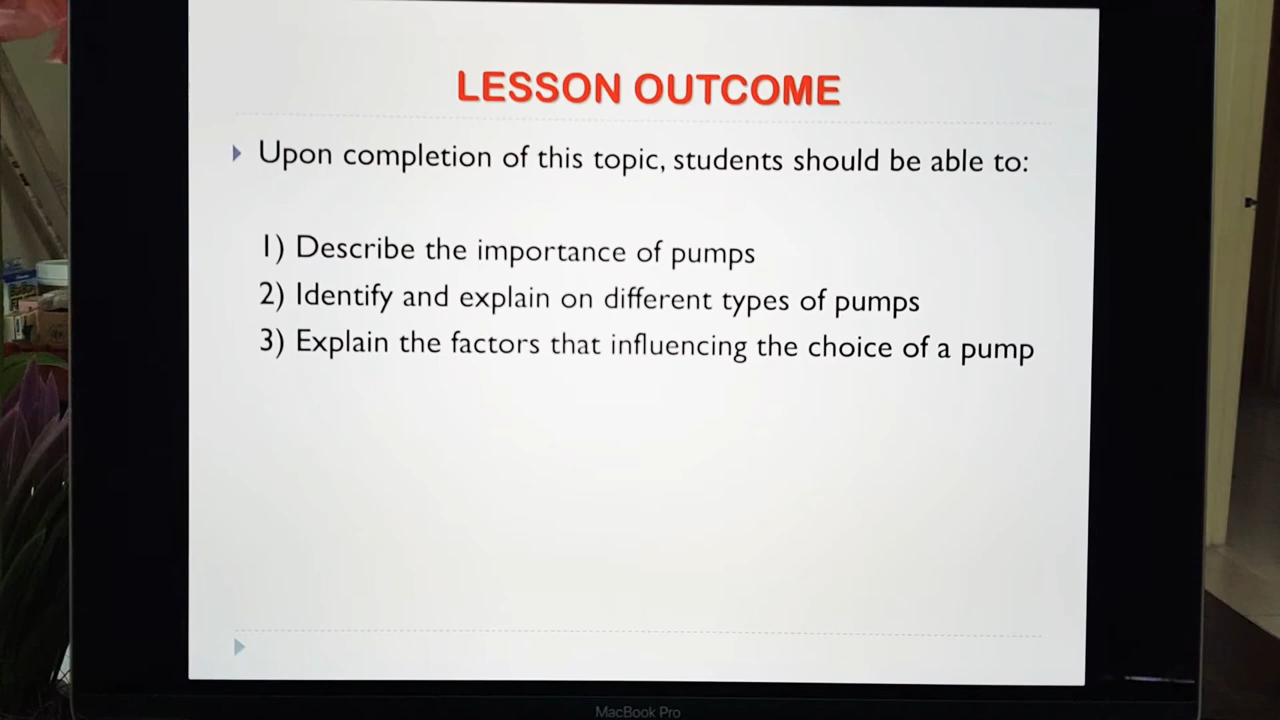 LESSON OUTCOME
Upon completion of this topic, students should be able to:
1) Describe the importance of pumps
2) Identify and explain on different types of pumps
3) Explain the factors that influencing the choice of a pump
MacBook Pro